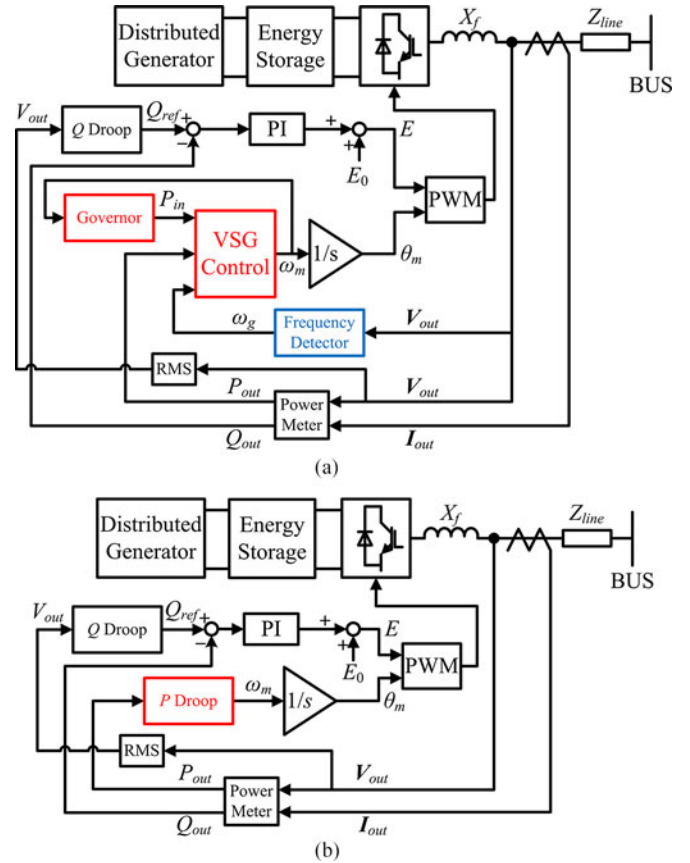 Distributed Generator
Energy Storage
X_f
Z_line
BUS
V_out
Q Droop
Q_ref
+
−
PI
+
+
E
E_0
PWM
Governor
P_in
VSG Control
ω_m
1/s
θ_m
ω_g
Frequency Detector
V_out
RMS
P_out
Power Meter
V_out
Q_out
I_out
(a)
Distributed Generator
Energy Storage
X_f
Z_line
BUS
V_out
Q Droop
Q_ref
+
−
PI
+
+
E
E_0
PWM
P Droop
ω_m
1/s
θ_m
RMS
P_out
Power Meter
V_out
Q_out
I_out
(b)